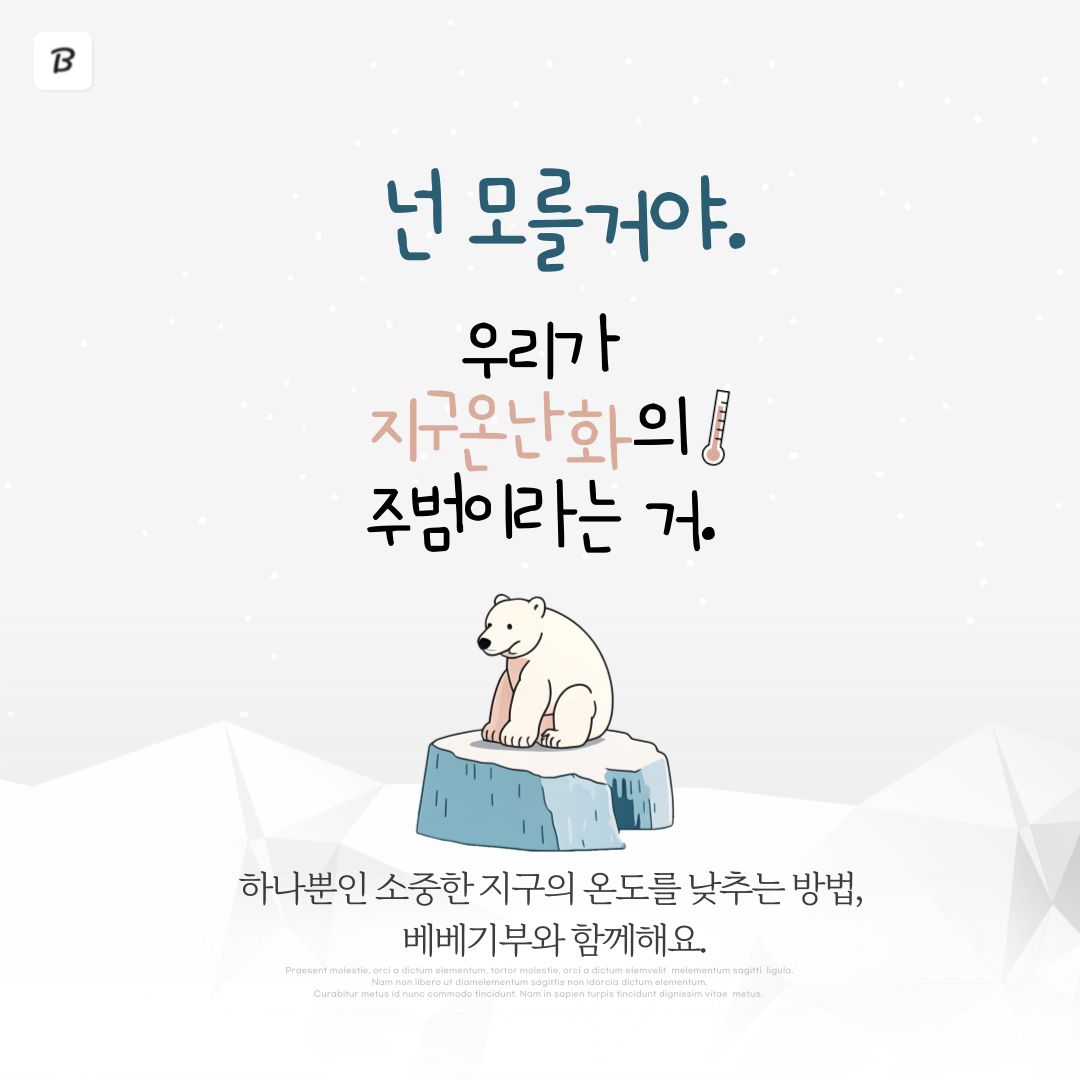 B
넌 모를거야.
우리가
지구온난화의
주범이라는 거.
하나뿐인 소중한 지구의 온도를 낮추는 방법,
베베기부와 함께해요.
Praesent molestie, orci a dictum elementum, tortor molestie, orci a dictum elemvelit melementum sagitti ligula.
Nam non libero ut diamelementum sagittis non idorcia dictum elementum,
Curabitur metus id nunc commodo tincidunt. Nam in sapien turpis tincidunt dignissim vitae metus.